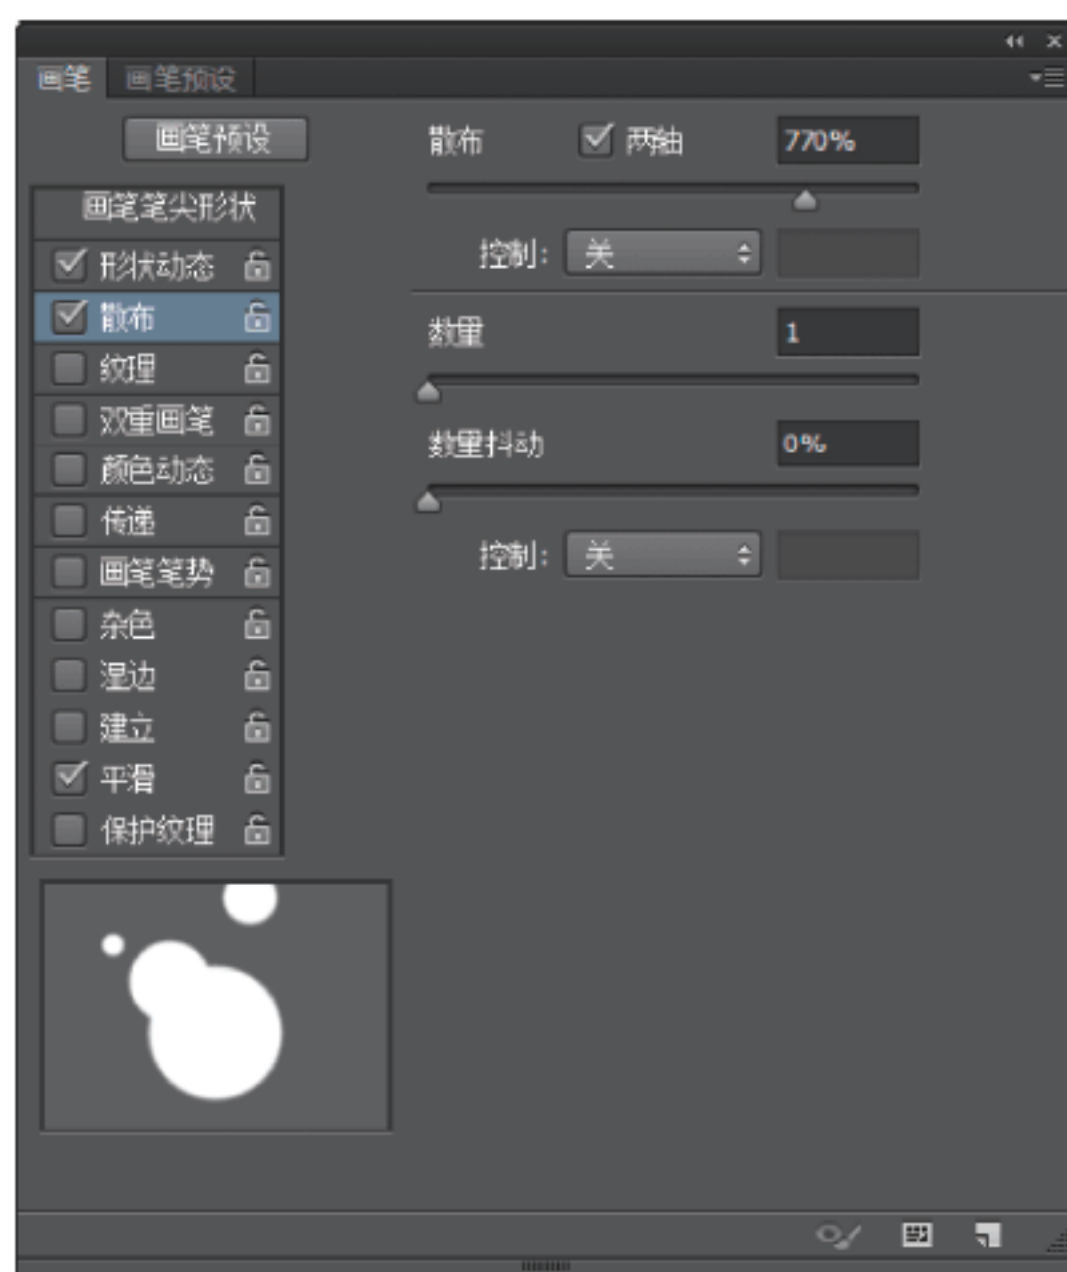 画笔 画笔预设
画笔预设
画笔笔尖形状
形状动态
散布
纹理
双重画笔
颜色动态
传递
画笔笔势
杂色
湿边
建立
平滑
保护纹理
散布 两轴 770%
控制: 关
数量 1
数量抖动 0%
控制: 关